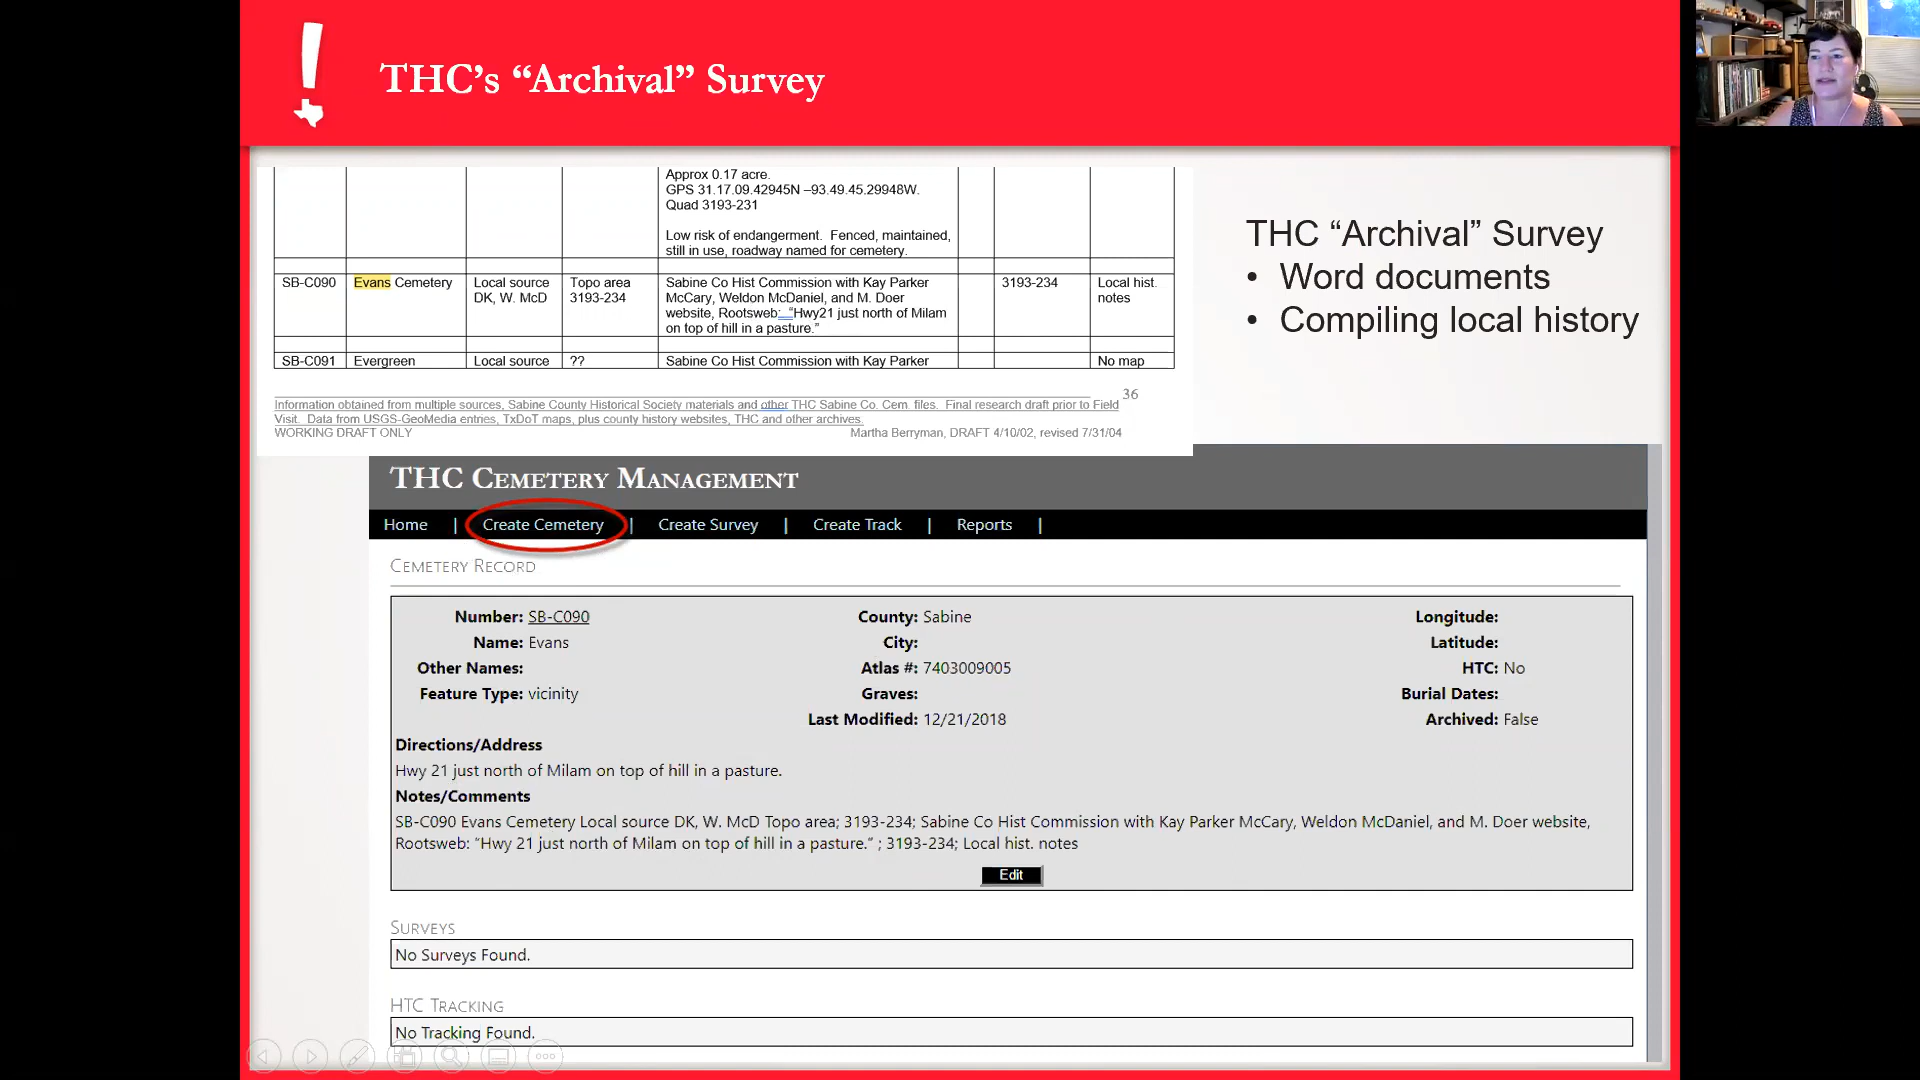 THC's “Archival” Survey
Approx 0.17 acre.
GPS 31.17.09.42945N –93.49.45.29948W.
Quad 3193-231
Low risk of endangerment. Fenced, maintained,
still in use, roadway named for cemetery.
SB-C090 Evans Cemetery Local source Topo area Sabine Co Hist Commission with Kay Parker 3193-234 Local hist.
DK, W. McD 3193-234 McCary, Weldon McDaniel, and M. Doer notes
website, Rootsweb: “Hwy21 just north of Milam
on top of hill in a pasture.”
SB-C091 Evergreen Local source ?? Sabine Co Hist Commission with Kay Parker No map
36
Information obtained from multiple sources, Sabine County Historical Society materials and other THC Sabine Co. Cem. files. Final research draft prior to Field
Visit. Data from USGS-GeoMedia entries, TxDoT maps, plus county history websites, THC and other archives.
WORKING DRAFT ONLY Martha Berryman, DRAFT 4/10/02, revised 7/31/04
THC “Archival” Survey
• Word documents
• Compiling local history
THC Cemetery Management
Home | Create Cemetery | Create Survey | Create Track | Reports |
Cemetery Record
Number: SB-C090 County: Sabine Longitude:
Name: Evans City: Latitude:
Other Names: Atlas #: 7403009005 HTC: No
Feature Type: vicinity Graves: Burial Dates:
Last Modified: 12/21/2018 Archived: False
Directions/Address
Hwy 21 just north of Milam on top of hill in a pasture.
Notes/Comments
SB-C090 Evans Cemetery Local source DK, W. McD Topo area; 3193-234; Sabine Co Hist Commission with Kay Parker McCary, Weldon McDaniel, and M. Doer website,
Rootsweb: “Hwy 21 just north of Milam on top of hill in a pasture.” ; 3193-234; Local hist. notes
Edit
Surveys
No Surveys Found.
HTC Tracking
No Tracking Found.